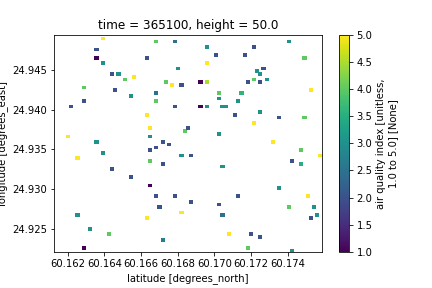 time = 365100, height = 50.0
longitude [degrees_east]
24.945
24.940
24.935
24.930
24.925
60.162 60.164 60.166 60.168 60.170 60.172 60.174
latitude [degrees_north]
5.0
4.5
4.0
3.5
3.0
2.5
2.0
1.5
1.0
air quality index [unitless,
1.0 to 5.0] [None]